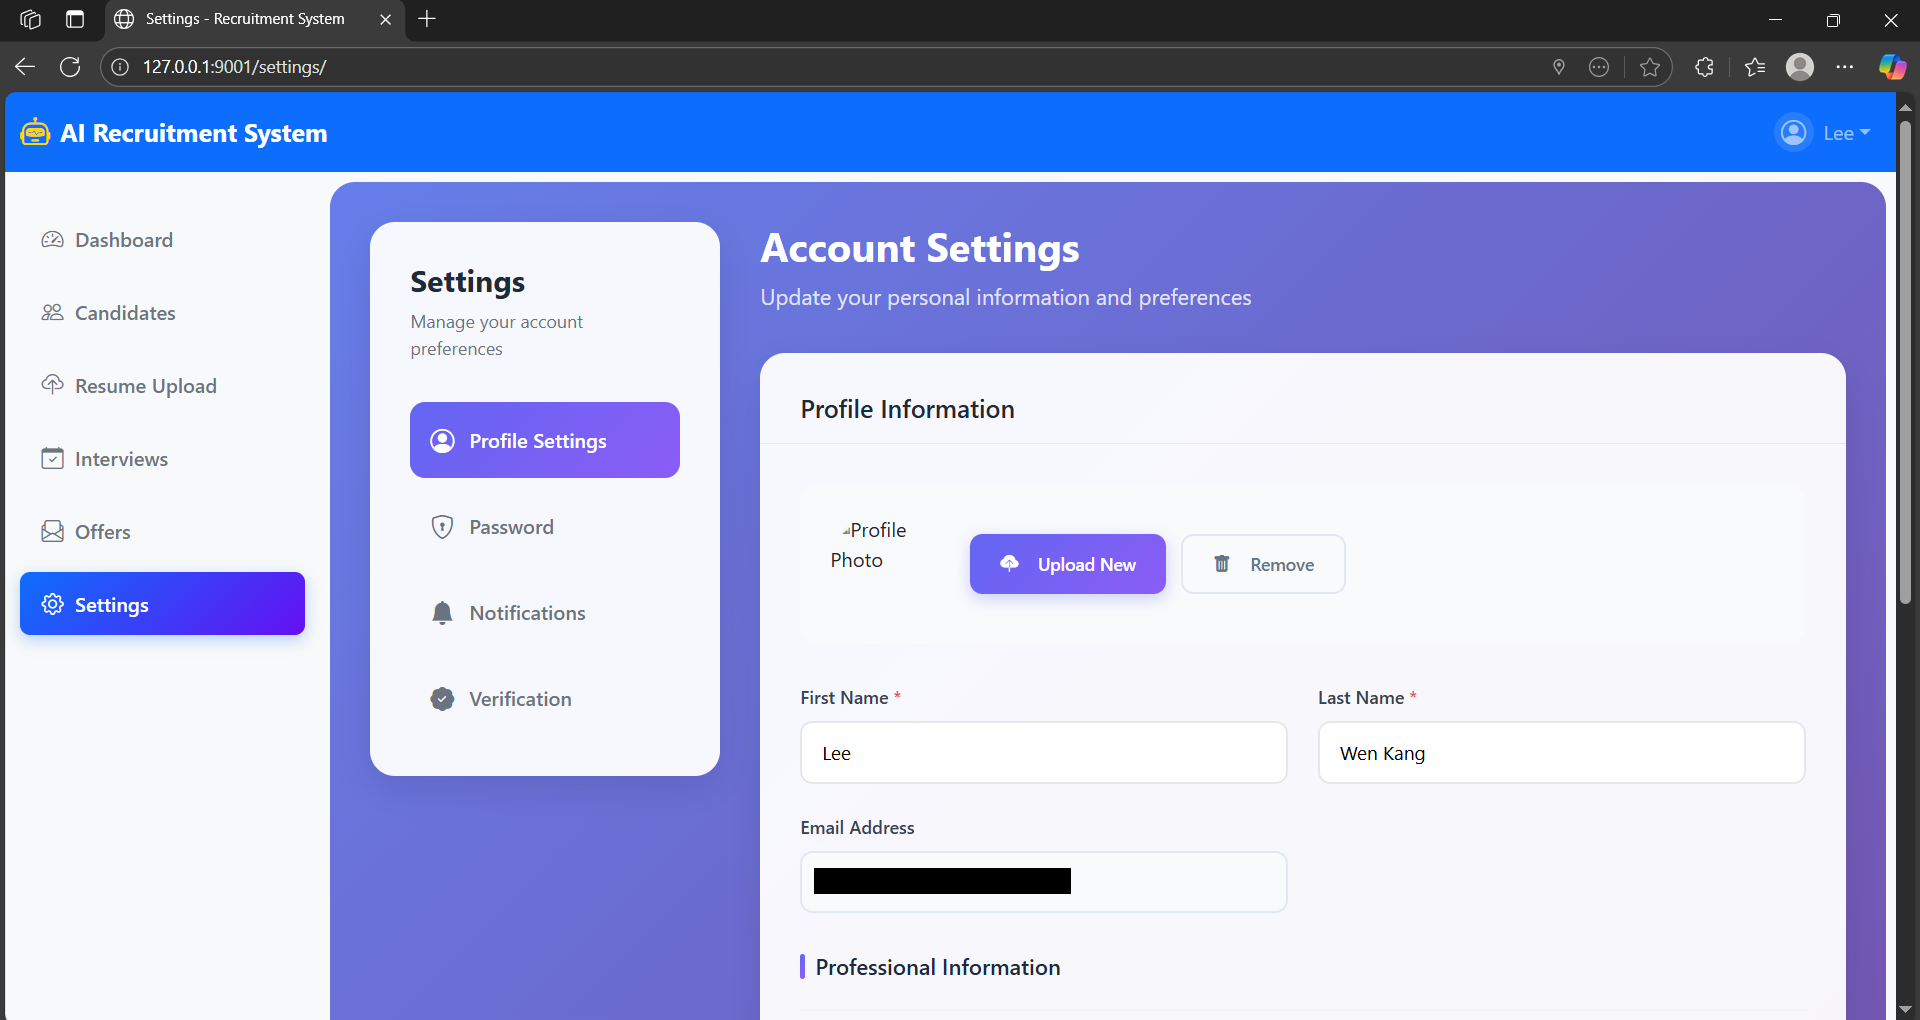 Settings - Recruitment System
127.0.0.1:9001/settings/
AI Recruitment System
Lee
Dashboard
Candidates
Resume Upload
Interviews
Offers
Settings
Settings
Manage your account
preferences
Profile Settings
Password
Notifications
Verification
Account Settings
Update your personal information and preferences
Profile Information
Profile
Photo
Upload New
Remove
First Name *
Last Name *
Lee
Wen Kang
Email Address
Professional Information